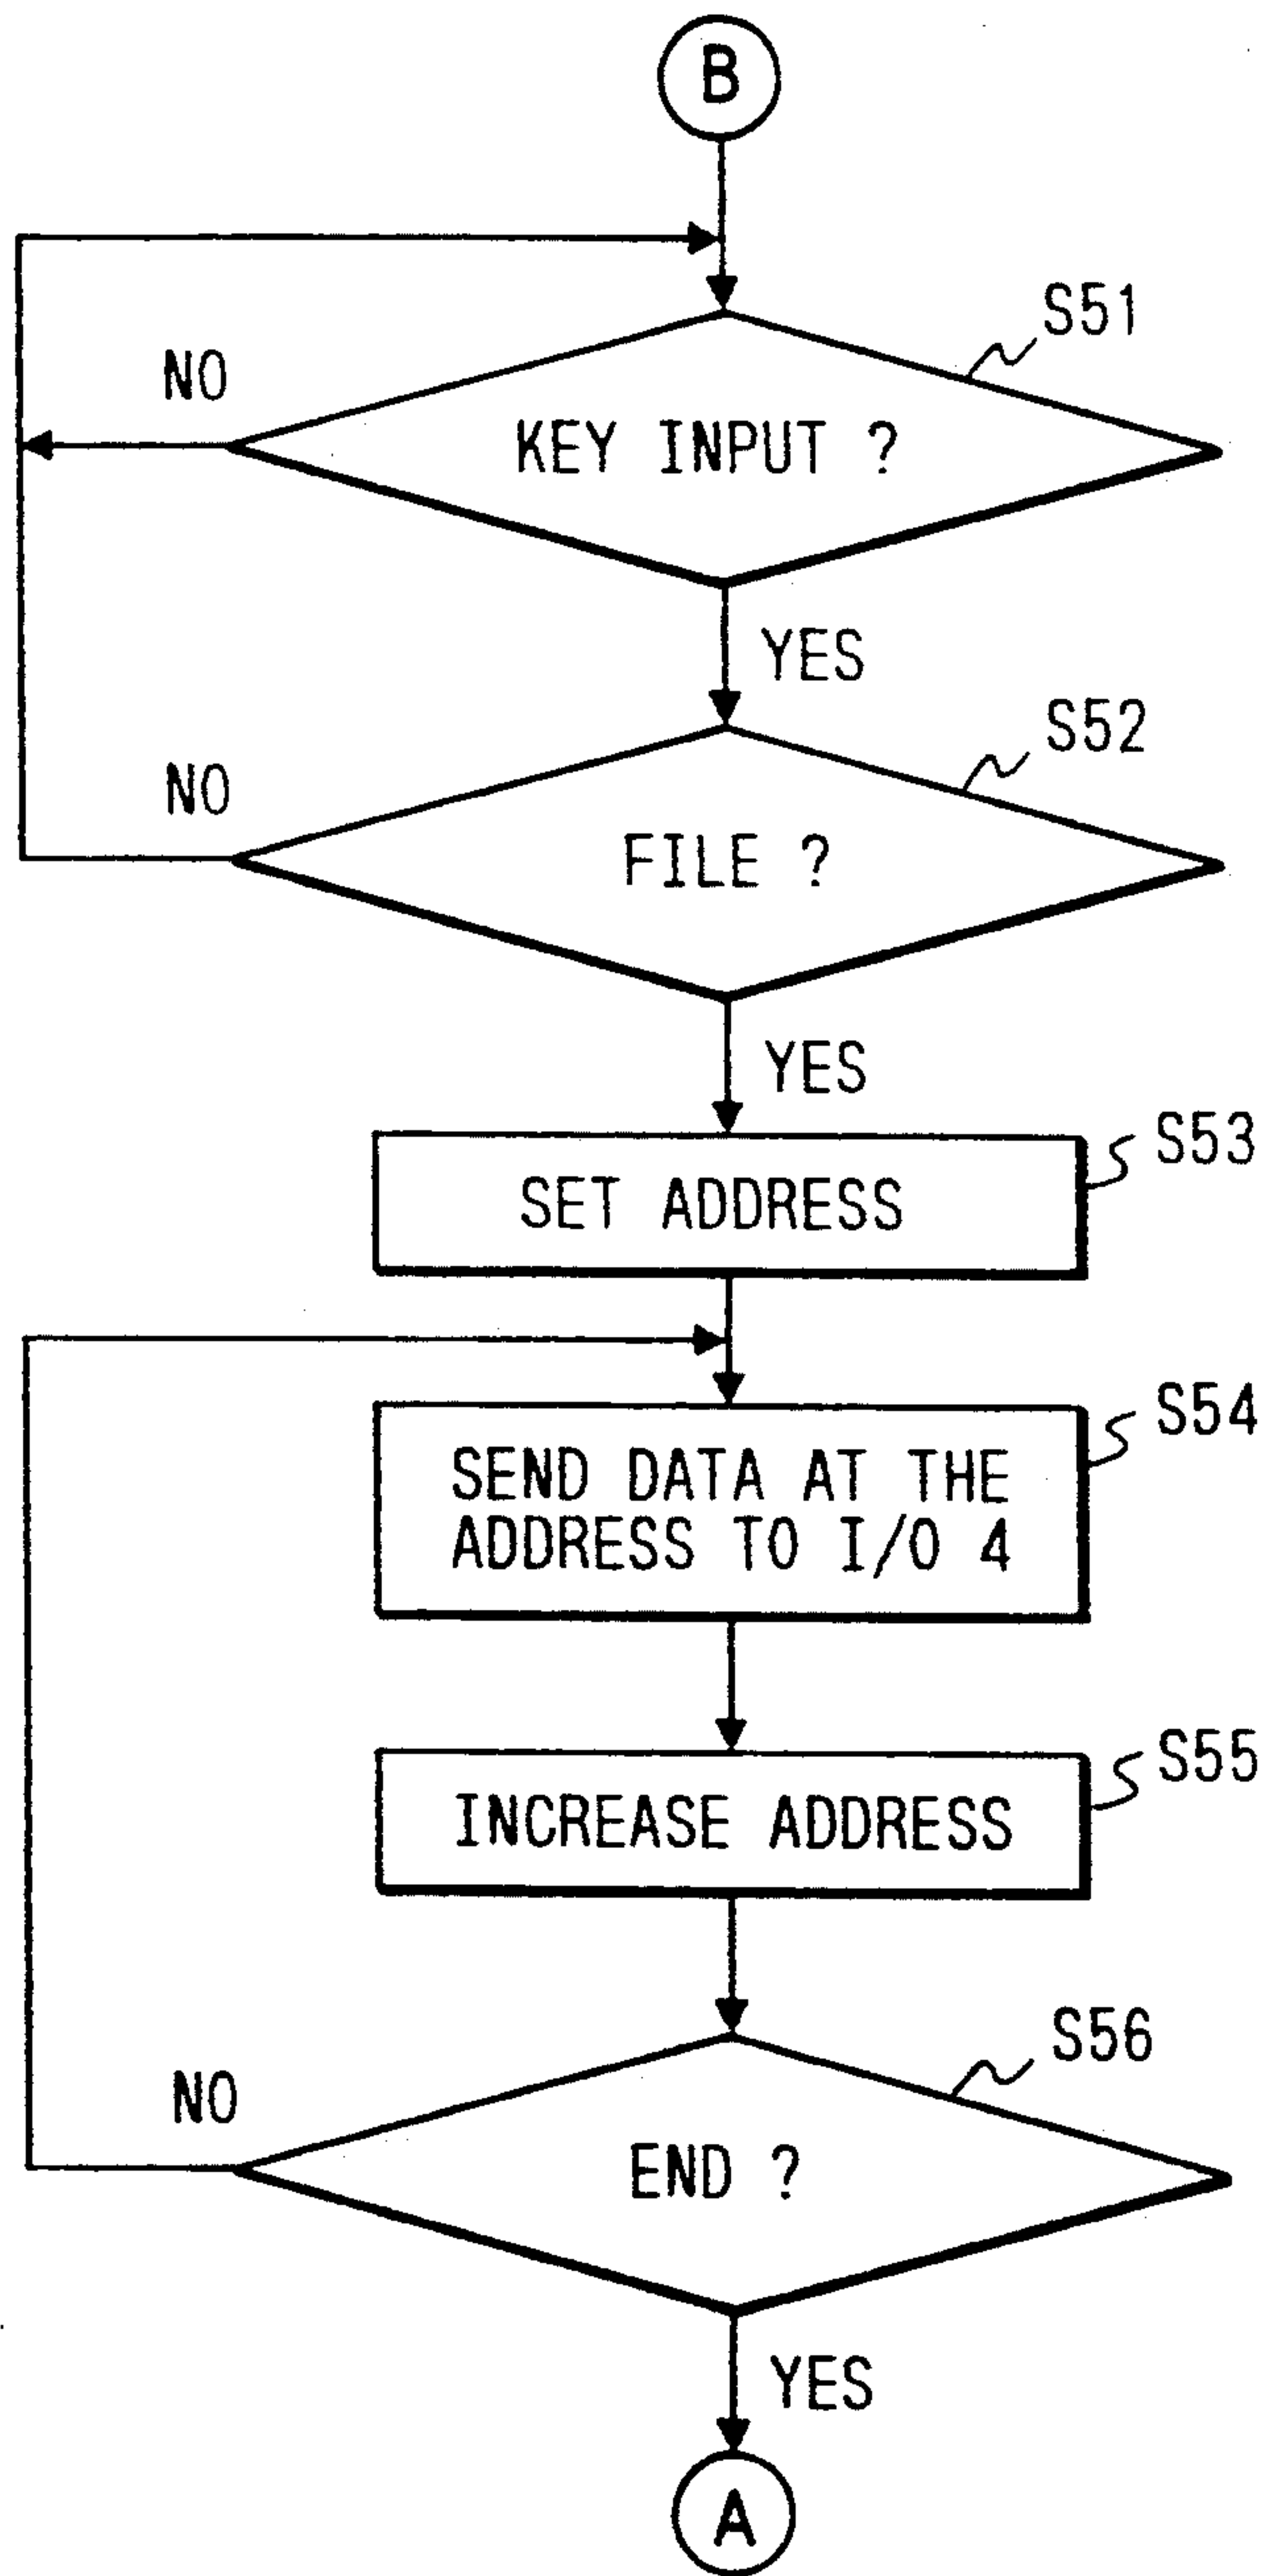 B
S51
NO
KEY INPUT ?
YES
S52
NO
FILE ?
YES
S53
SET ADDRESS
S54
SEND DATA AT THE
ADDRESS TO I/O 4
S55
INCREASE ADDRESS
S56
NO
END ?
YES
A